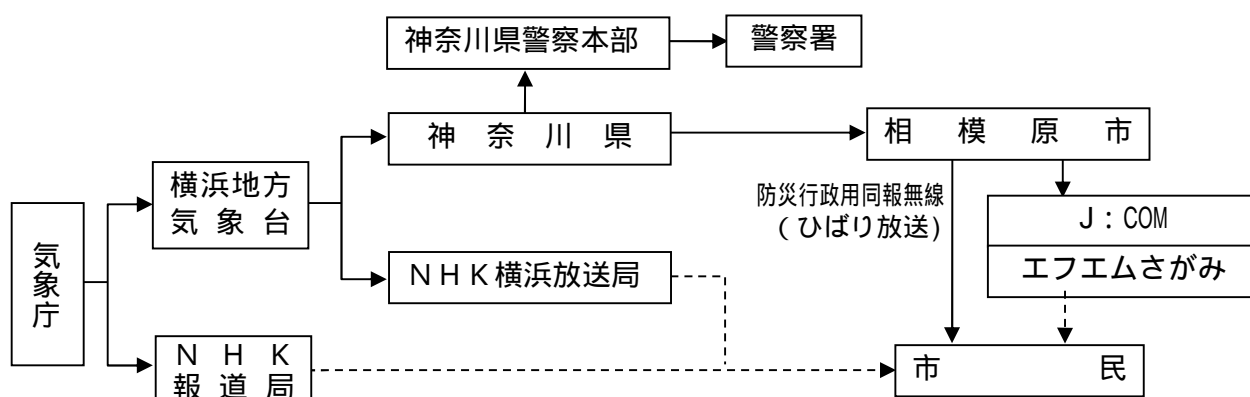 神奈川県警察本部
警察署
神奈川県
相模原市
横浜地方
気象台
防災行政用同報無線
(ひばり放送)
J:COM
エフエムさがみ
気象庁
NHK横浜放送局
NHK
報道局
市民